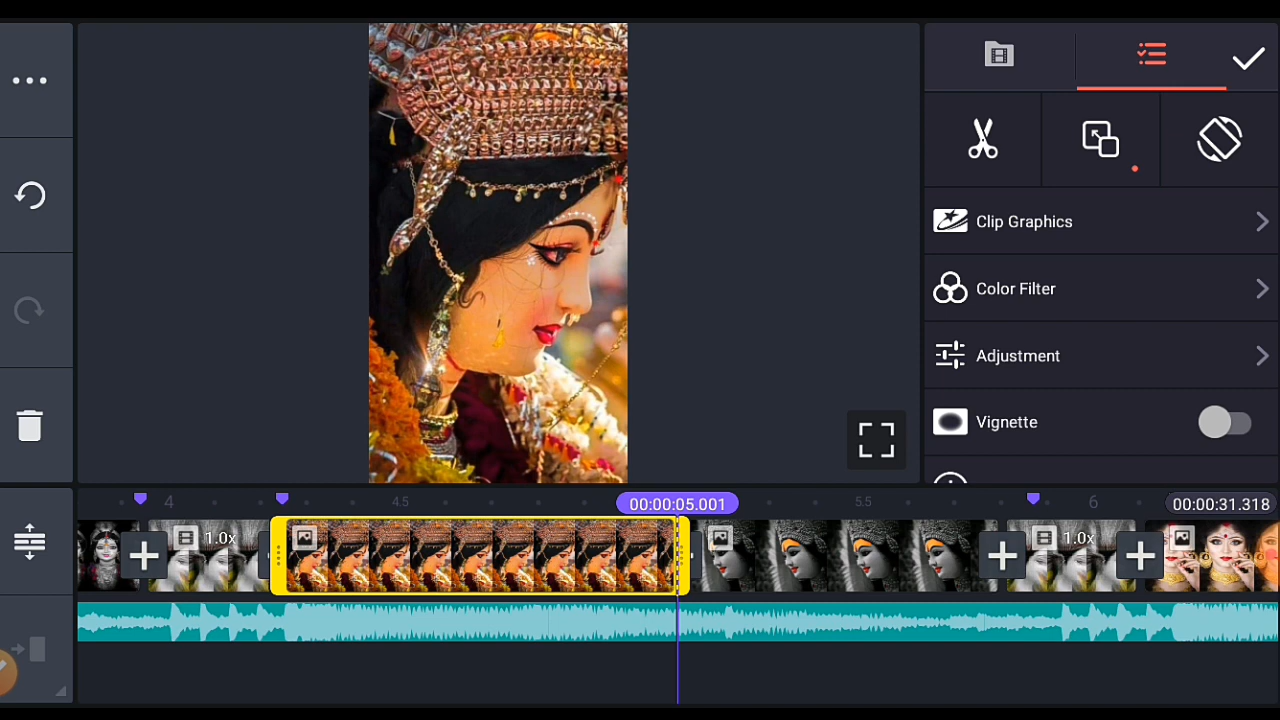 Clip Graphics
Color Filter
Adjustment
Vignette
4
4.5
00:00:05.001
5.5
6
00:00:31.318
1.0x
1.0x